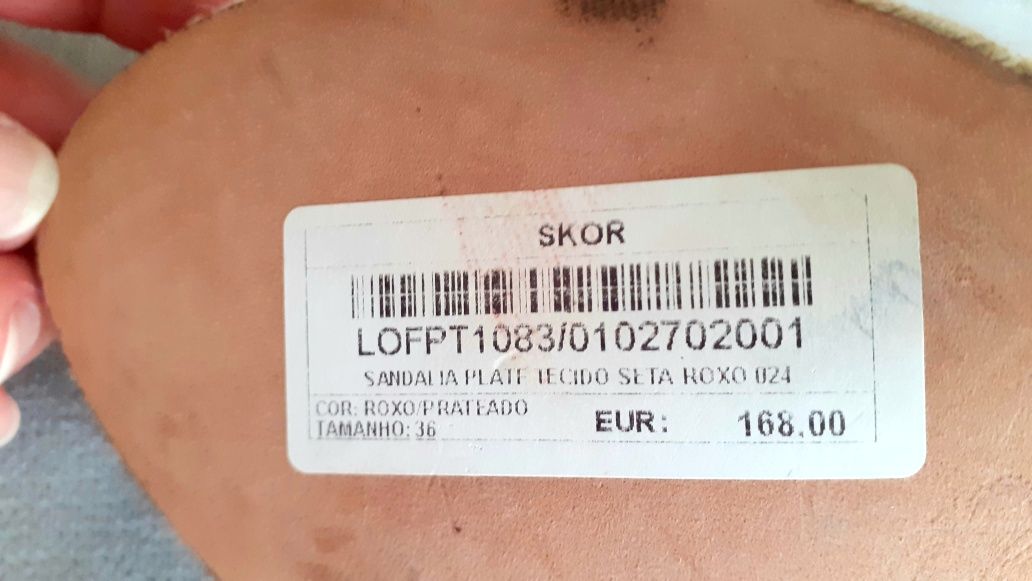 SKOR
LOFPT1083/0102702001
SANDALIA PLATF TECIDO SETA ROXO 024
COR: ROXO/PRATEADO
TAMANHO: 36
EUR: 168.00